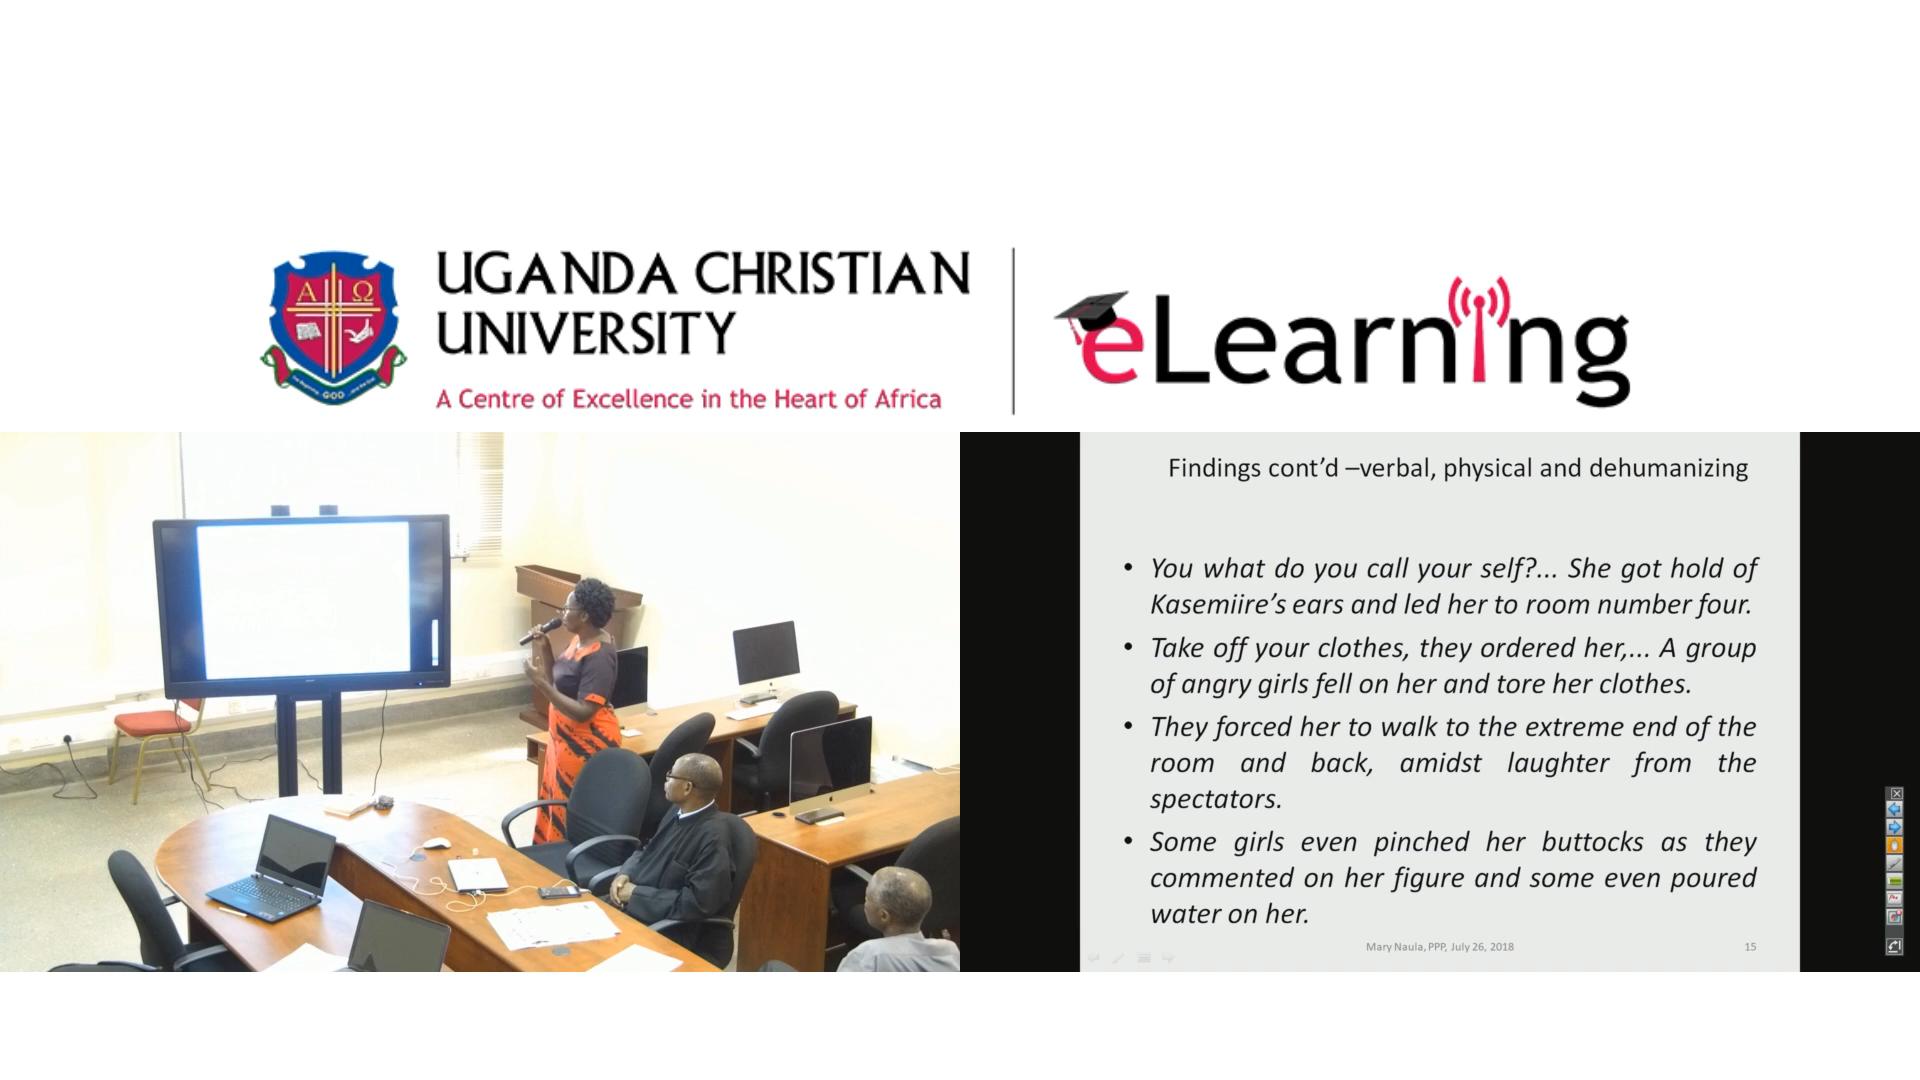 UGANDA CHRISTIAN
UNIVERSITY
A Centre of Excellence in the Heart of Africa
eLearning
A Ω
GOD
Findings cont’d –verbal, physical and dehumanizing
• You what do you call your self?... She got hold of
Kasemiire’s ears and led her to room number four.
• Take off your clothes, they ordered her,... A group
of angry girls fell on her and tore her clothes.
• They forced her to walk to the extreme end of the
room and back, amidst laughter from the
spectators.
• Some girls even pinched her buttocks as they
commented on her figure and some even poured
water on her.
Mary Naula, PPP, July 26, 2018
15